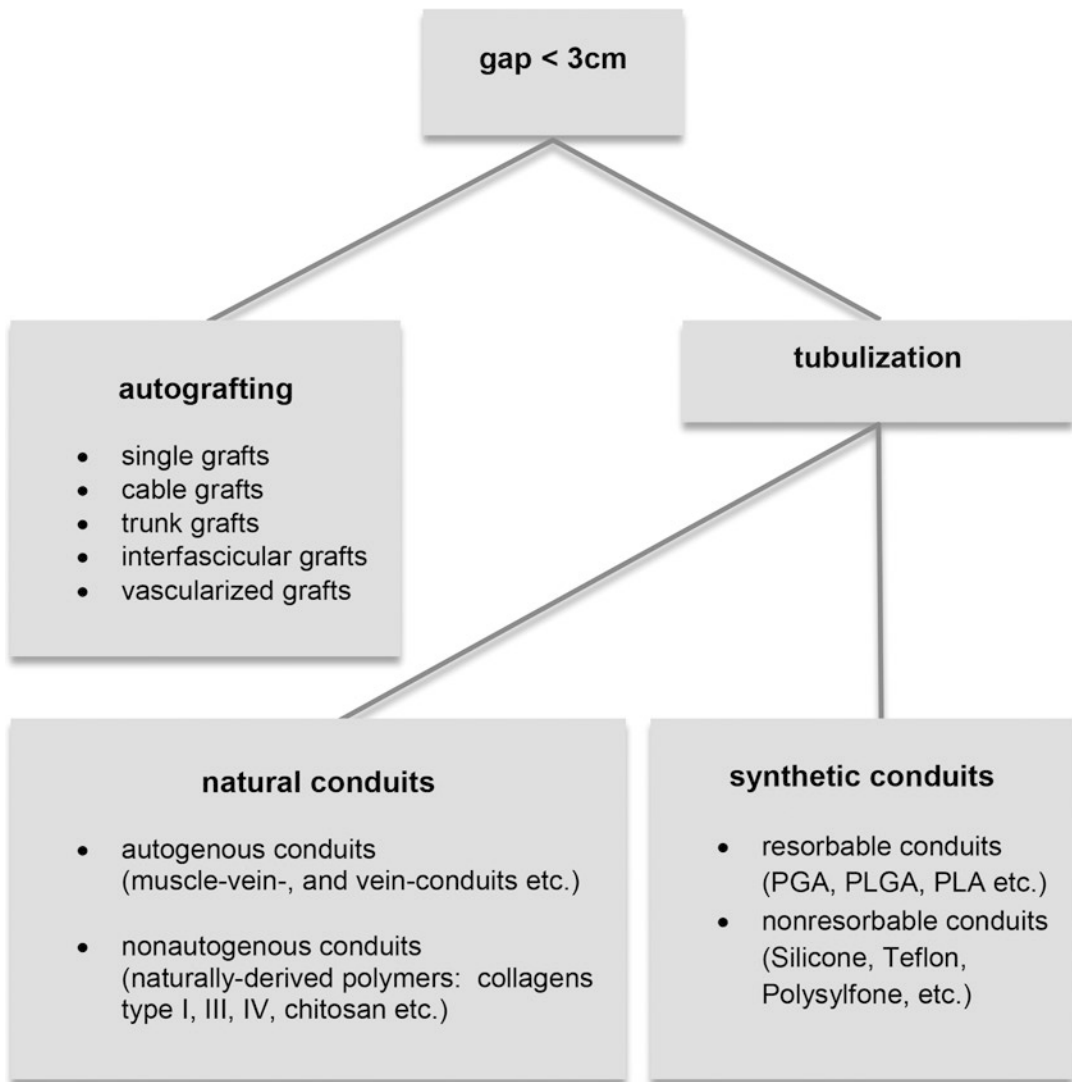 gap < 3cm
autografting
• single grafts
• cable grafts
• trunk grafts
• interfascicular grafts
• vascularized grafts
tubulization
natural conduits
• autogenous conduits
(muscle-vein-, and vein-conduits etc.)
• nonautogenous conduits
(naturally-derived polymers: collagens
type I, III, IV, chitosan etc.)
synthetic conduits
• resorbable conduits
(PGA, PLGA, PLA etc.)
• nonresorbable conduits
(Silicone, Teflon,
Polysylfone, etc.)